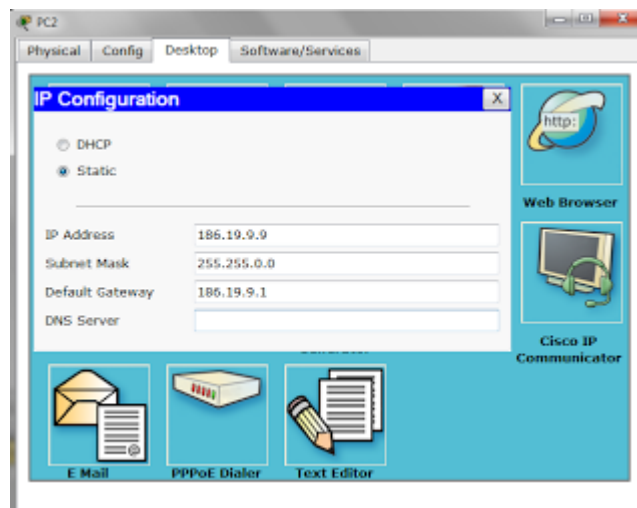 PC2
Physical Config Desktop Software/Services
IP Configuration X
http:
DHCP
Static
Web Browser
IP Address 186.19.9.9
Subnet Mask 255.255.0.0
Default Gateway 186.19.9.1
DNS Server
Cisco IP
Communicator
E Mail PPPoE Dialer Text Editor